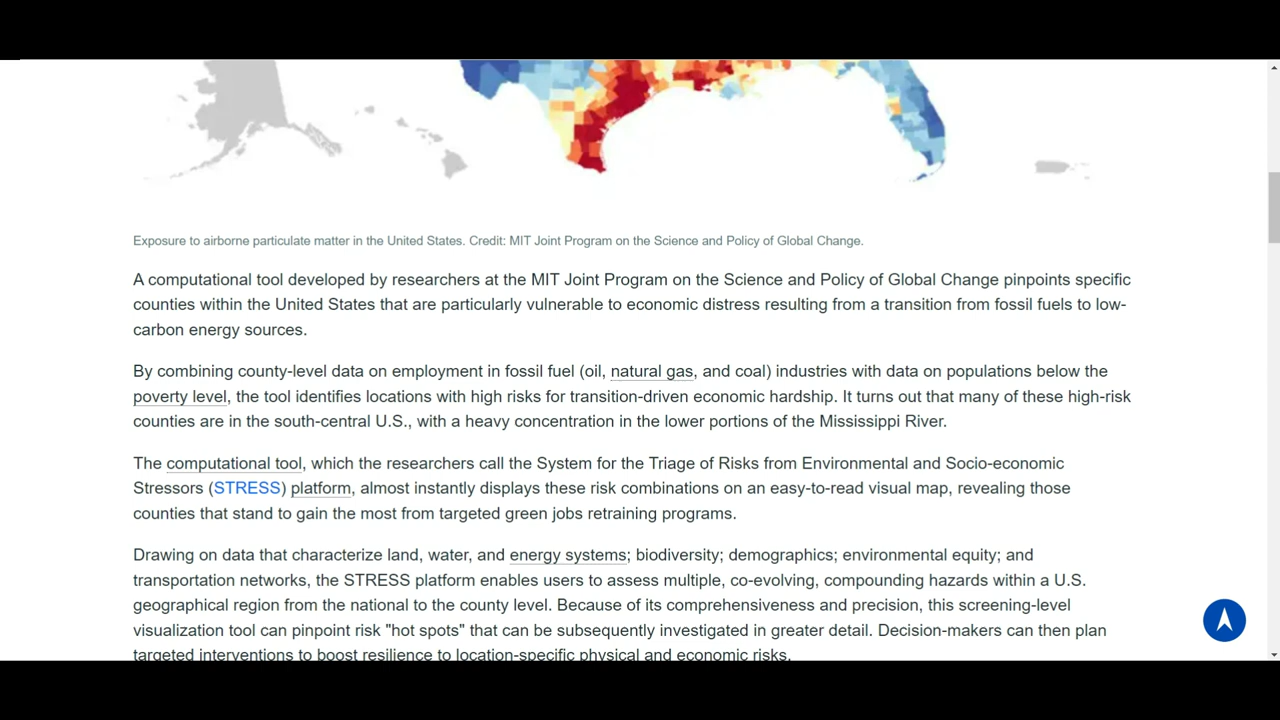 Exposure to airborne particulate matter in the United States. Credit: MIT Joint Program on the Science and Policy of Global Change.
A computational tool developed by researchers at the MIT Joint Program on the Science and Policy of Global Change pinpoints specific
counties within the United States that are particularly vulnerable to economic distress resulting from a transition from fossil fuels to low-
carbon energy sources.
By combining county-level data on employment in fossil fuel (oil, natural gas, and coal) industries with data on populations below the
poverty level, the tool identifies locations with high risks for transition-driven economic hardship. It turns out that many of these high-risk
counties are in the south-central U.S., with a heavy concentration in the lower portions of the Mississippi River.
The computational tool, which the researchers call the System for the Triage of Risks from Environmental and Socio-economic
Stressors (STRESS) platform, almost instantly displays these risk combinations on an easy-to-read visual map, revealing those
counties that stand to gain the most from targeted green jobs retraining programs.
Drawing on data that characterize land, water, and energy systems; biodiversity; demographics; environmental equity; and
transportation networks, the STRESS platform enables users to assess multiple, co-evolving, compounding hazards within a U.S.
geographical region from the national to the county level. Because of its comprehensiveness and precision, this screening-level
visualization tool can pinpoint risk "hot spots" that can be subsequently investigated in greater detail. Decision-makers can then plan
targeted interventions to boost resilience to location-specific physical and economic risks.